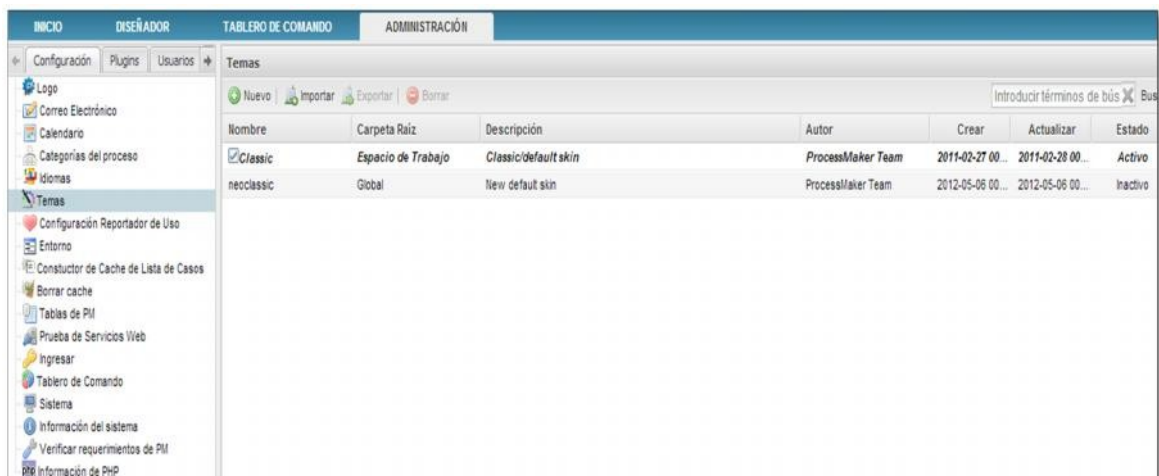 INICIO DISEÑADOR TABLERO DE COMANDO ADMINISTRACIÓN
Configuración Plugins Usuarios
Logo
Correo Electrónico
Calendario
Categorías del proceso
Idiomas
Temas
Configuración Reportador de Uso
Entorno
Constuctor de Cache de Lista de Casos
Borrar cache
Tablas de PM
Prueba de Servicios Web
Ingresar
Tablero de Comando
Sistema
Información del sistema
Verificar requerimientos de PM
php Información de PHP
Temas
Nuevo Importar Exportar Borrar Introducir términos de bús Bus
Nombre Carpeta Raíz Descripción Autor Crear Actualizar Estado
Classic Espacio de Trabajo Classic/default skin ProcessMaker Team 2011-02-27 00... 2011-02-28 00... Activo
neoclassic Global New default skin ProcessMaker Team 2012-05-06 00... 2012-05-06 00... Inactivo